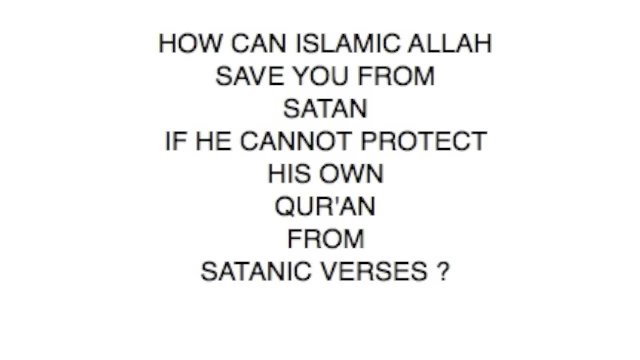 HOW CAN ISLAMIC ALLAH
SAVE YOU FROM
SATAN
IF HE CANNOT PROTECT
HIS OWN
QUR'AN
FROM
SATANIC VERSES ?